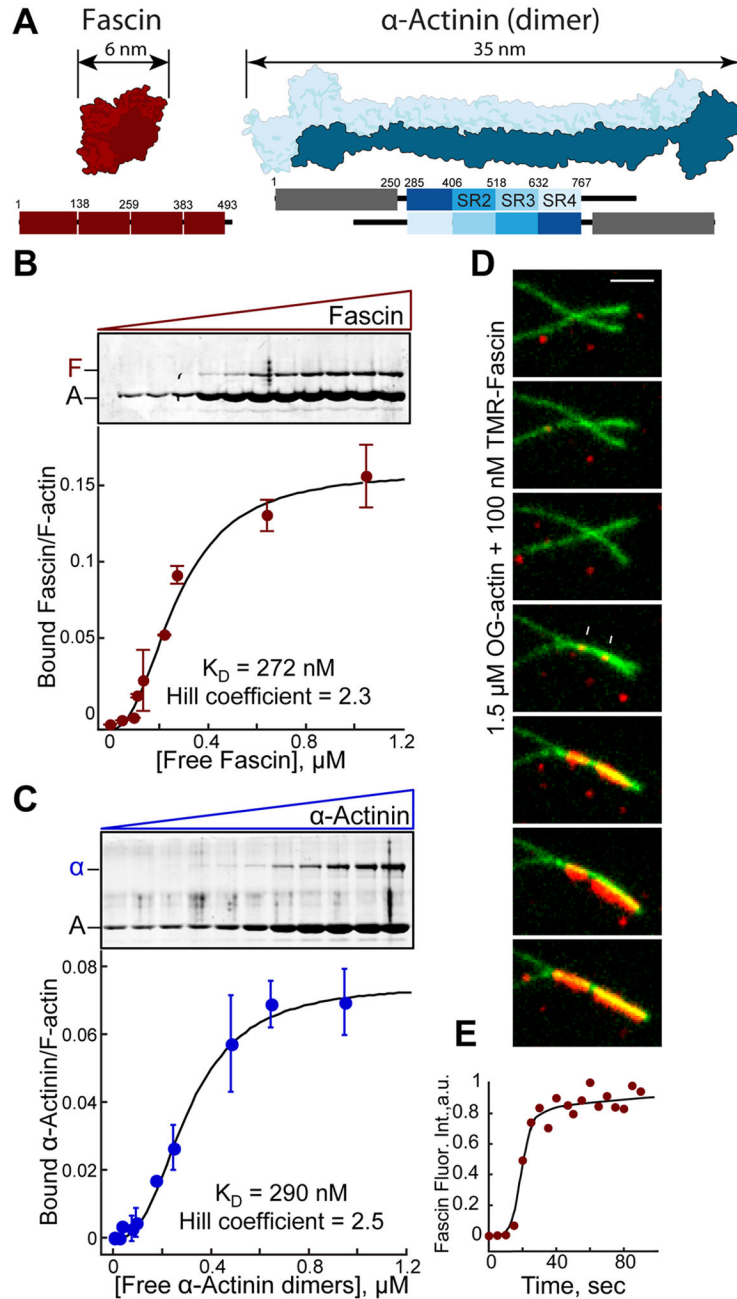 A
Fascin
α-Actinin (dimer)
6 nm
35 nm
1 138 259 383 493
1 250 285 406 518 632 767
SR2 SR3 SR4
B
Fascin
F
A
Bound Fascin/F-actin
0.15
0.1
0.05
0
K_D = 272 nM
Hill coefficient = 2.3
0 0.4 0.8 1.2
[Free Fascin], μM
C
α-Actinin
α
A
Bound α-Actinin/F-actin
0.08
0.06
0.04
0.02
0
K_D = 290 nM
Hill coefficient = 2.5
0 0.4 0.8 1.2
[Free α-Actinin dimers], μM
D
1.5 μM OG-actin + 100 nM TMR-Fascin
E
Fascin Fluor. Int.,a.u.
1
0.8
0.6
0.4
0.2
0
0 40 80
Time, sec